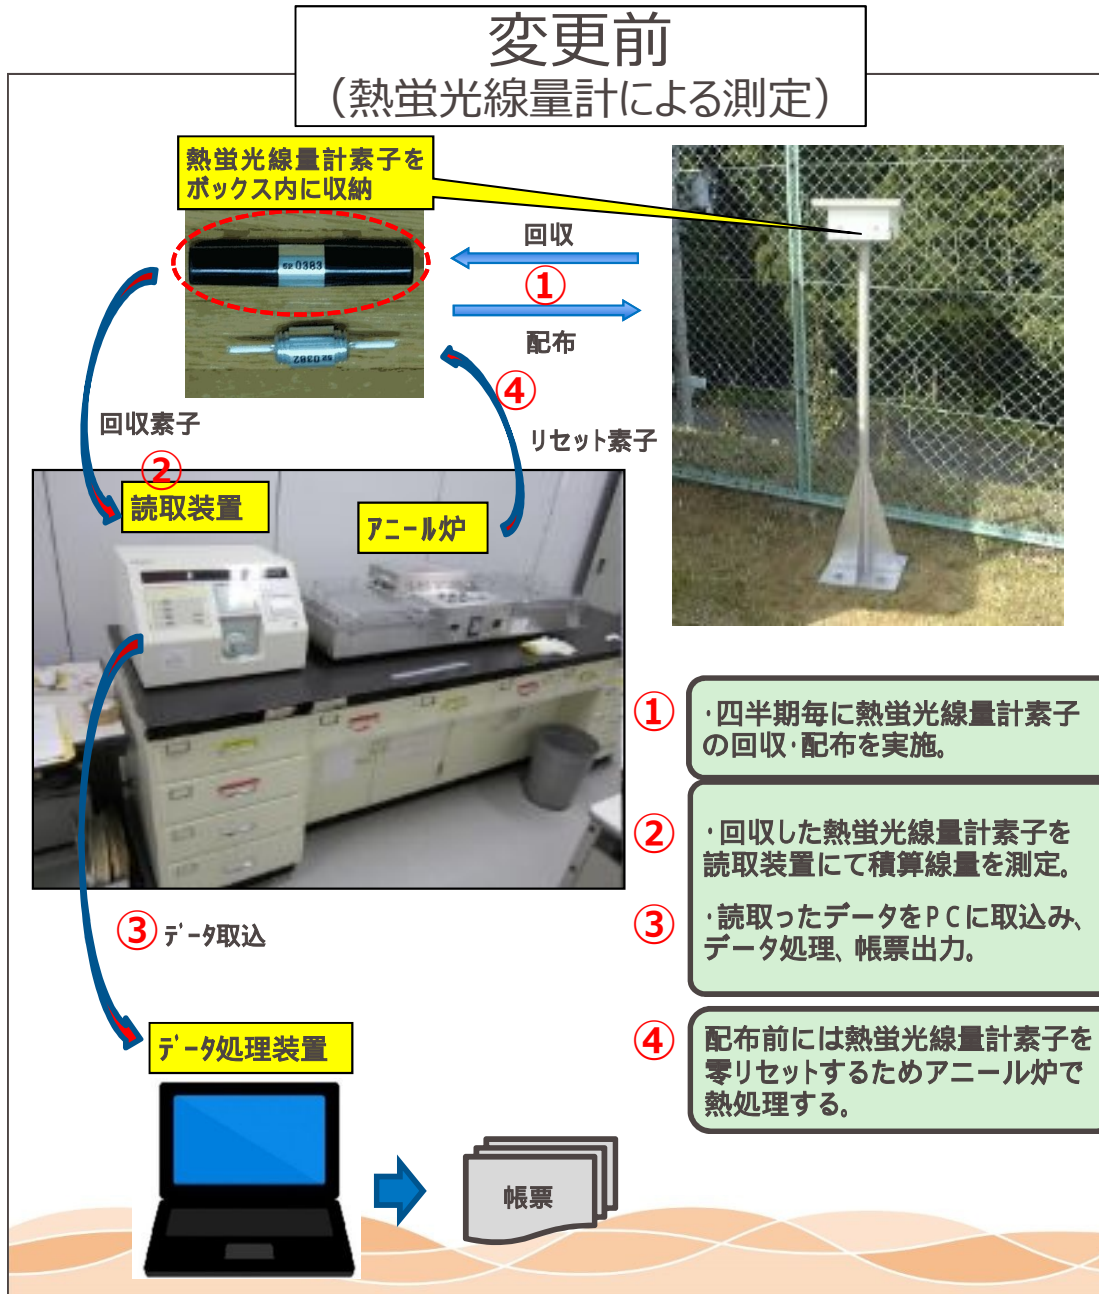 変更前
（熱蛍光線量計による測定）
熱蛍光線量計素子を
ボックス内に収納
回収
①
配布
52 0383
52 0382
④
回収素子
リセット素子
②
読取装置
アニール炉
①
・四半期毎に熱蛍光線量計素子
の回収・配布を実施。
②
・回収した熱蛍光線量計素子を
読取装置にて積算線量を測定。
③
・読取ったデータをPCに取込み、
データ処理、帳票出力。
③ データ取込
④
配布前には熱蛍光線量計素子を
零リセットするためアニール炉で
熱処理する。
データ処理装置
帳票